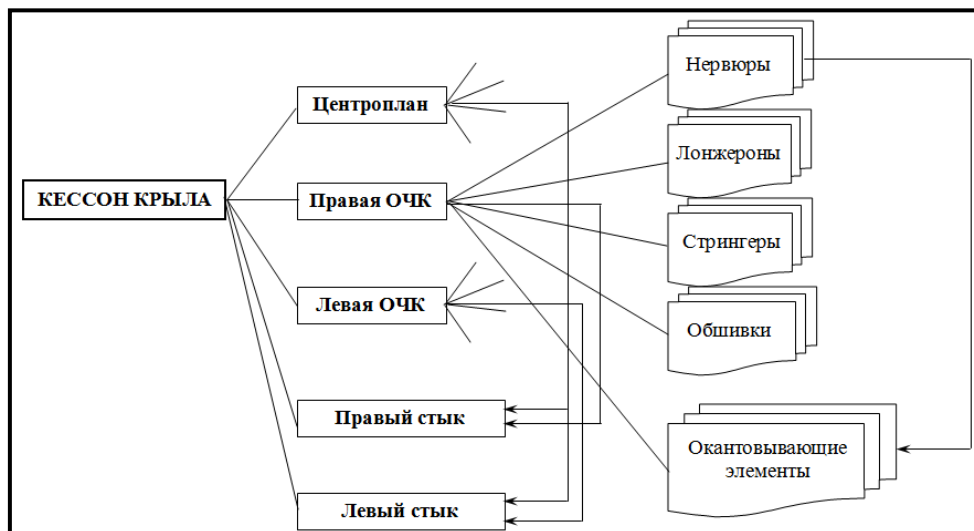 КЕССОН КРЫЛА
Центроплан
Правая ОЧК
Левая ОЧК
Правый стык
Левый стык
Нервюры
Лонжероны
Стрингеры
Обшивки
Окантовывающие
элементы